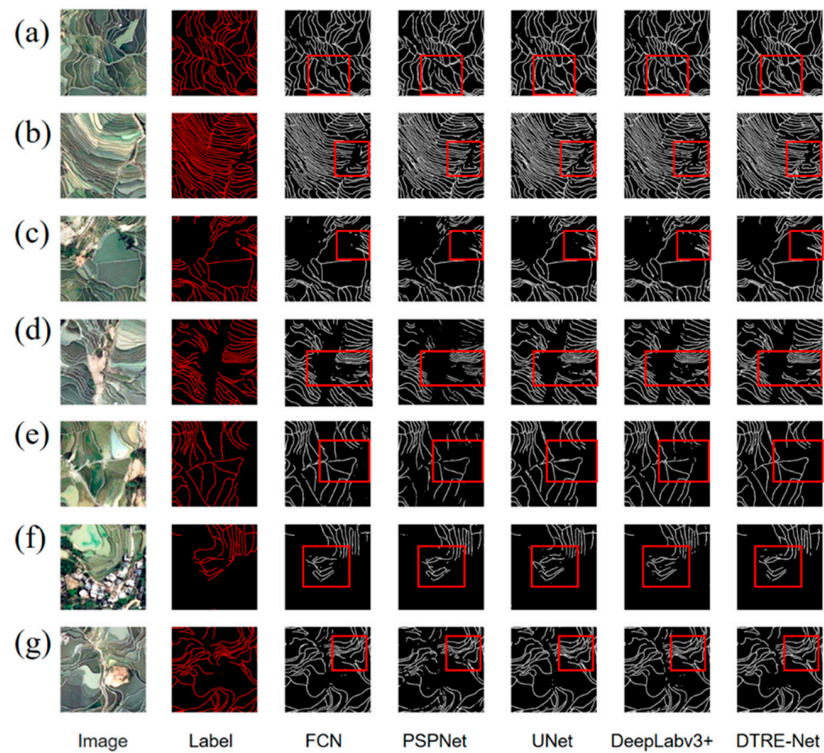 (a)
(b)
(c)
(d)
(e)
(f)
(g)
Image Label FCN PSPNet UNet DeepLabv3+ DTRE-Net